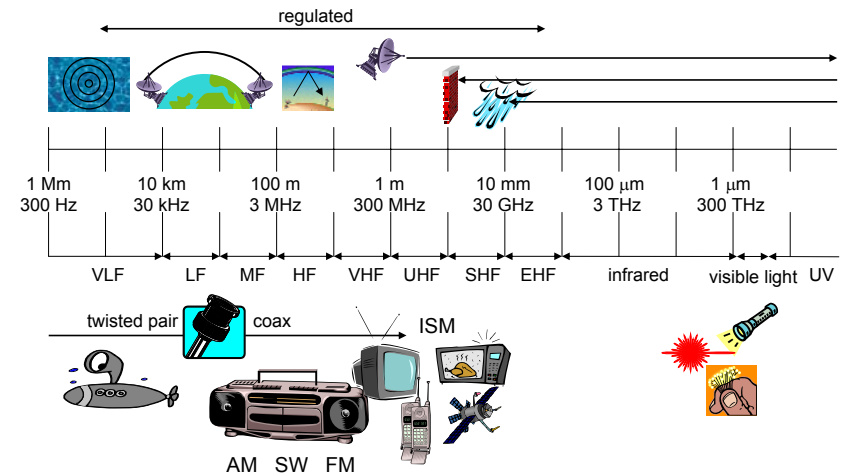 regulated
1 Mm 10 km 100 m 1 m 10 mm 100 µm 1 µm
300 Hz 30 kHz 3 MHz 300 MHz 30 GHz 3 THz 300 THz
VLF LF MF HF VHF UHF SHF EHF infrared visible light UV
twisted pair coax ISM
AM SW FM